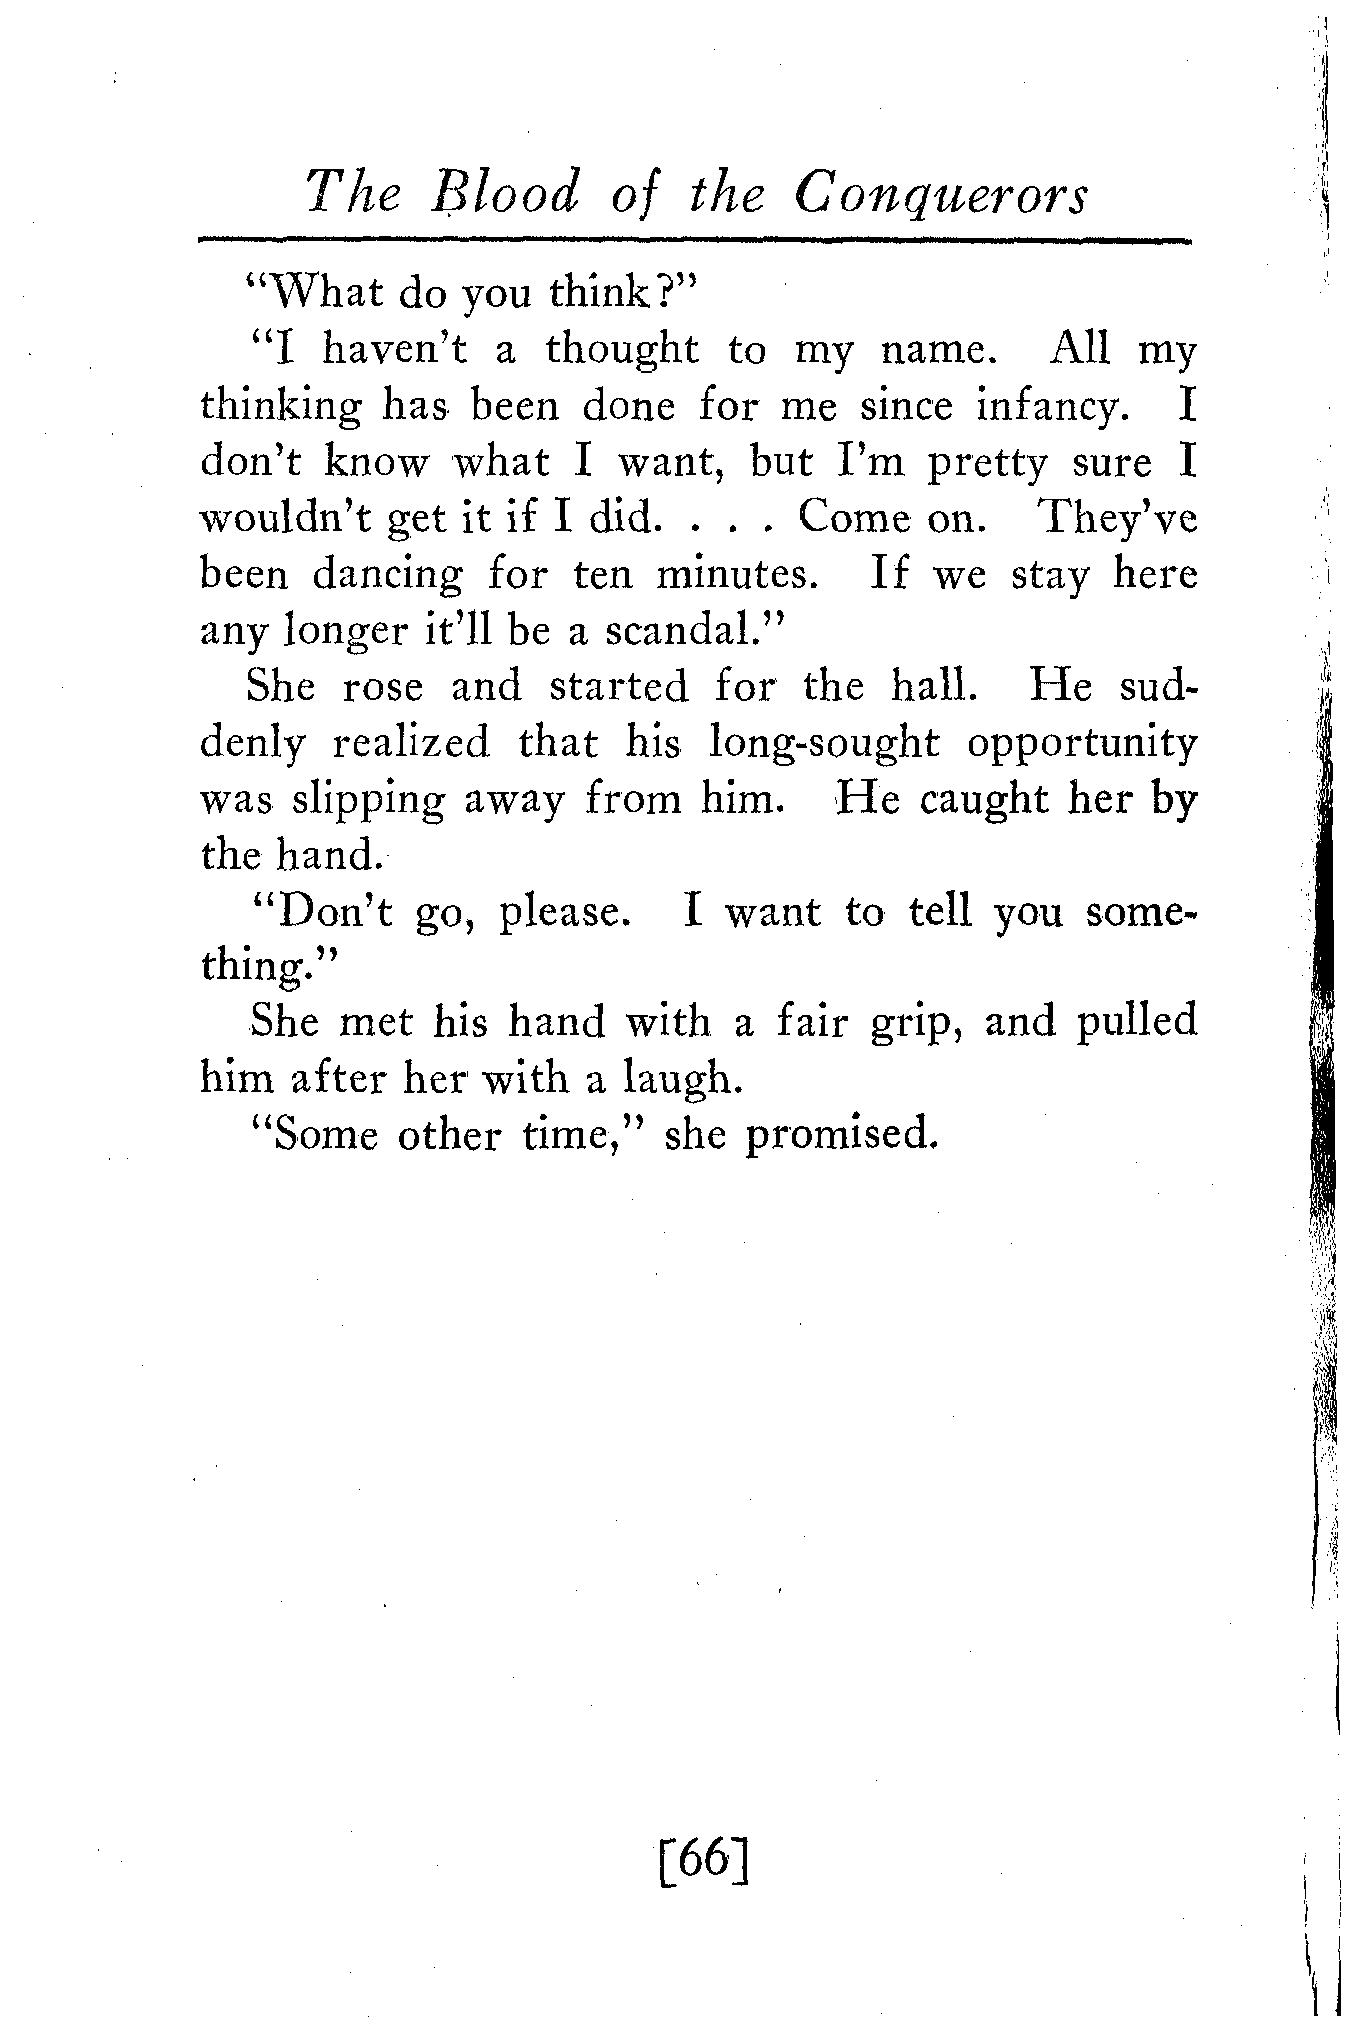 The Blood of the Conquerors
“What do you think?”
“I haven’t a thought to my name. All my
thinking has been done for me since infancy. I
don’t know what I want, but I’m pretty sure I
wouldn’t get it if I did. . . . Come on. They’ve
been dancing for ten minutes. If we stay here
any longer it’ll be a scandal.”
She rose and started for the hall. He sud-
denly realized that his long-sought opportunity
was slipping away from him. He caught her by
the hand.
“Don’t go, please. I want to tell you some-
thing.”
She met his hand with a fair grip, and pulled
him after her with a laugh.
“Some other time,” she promised.
[66]